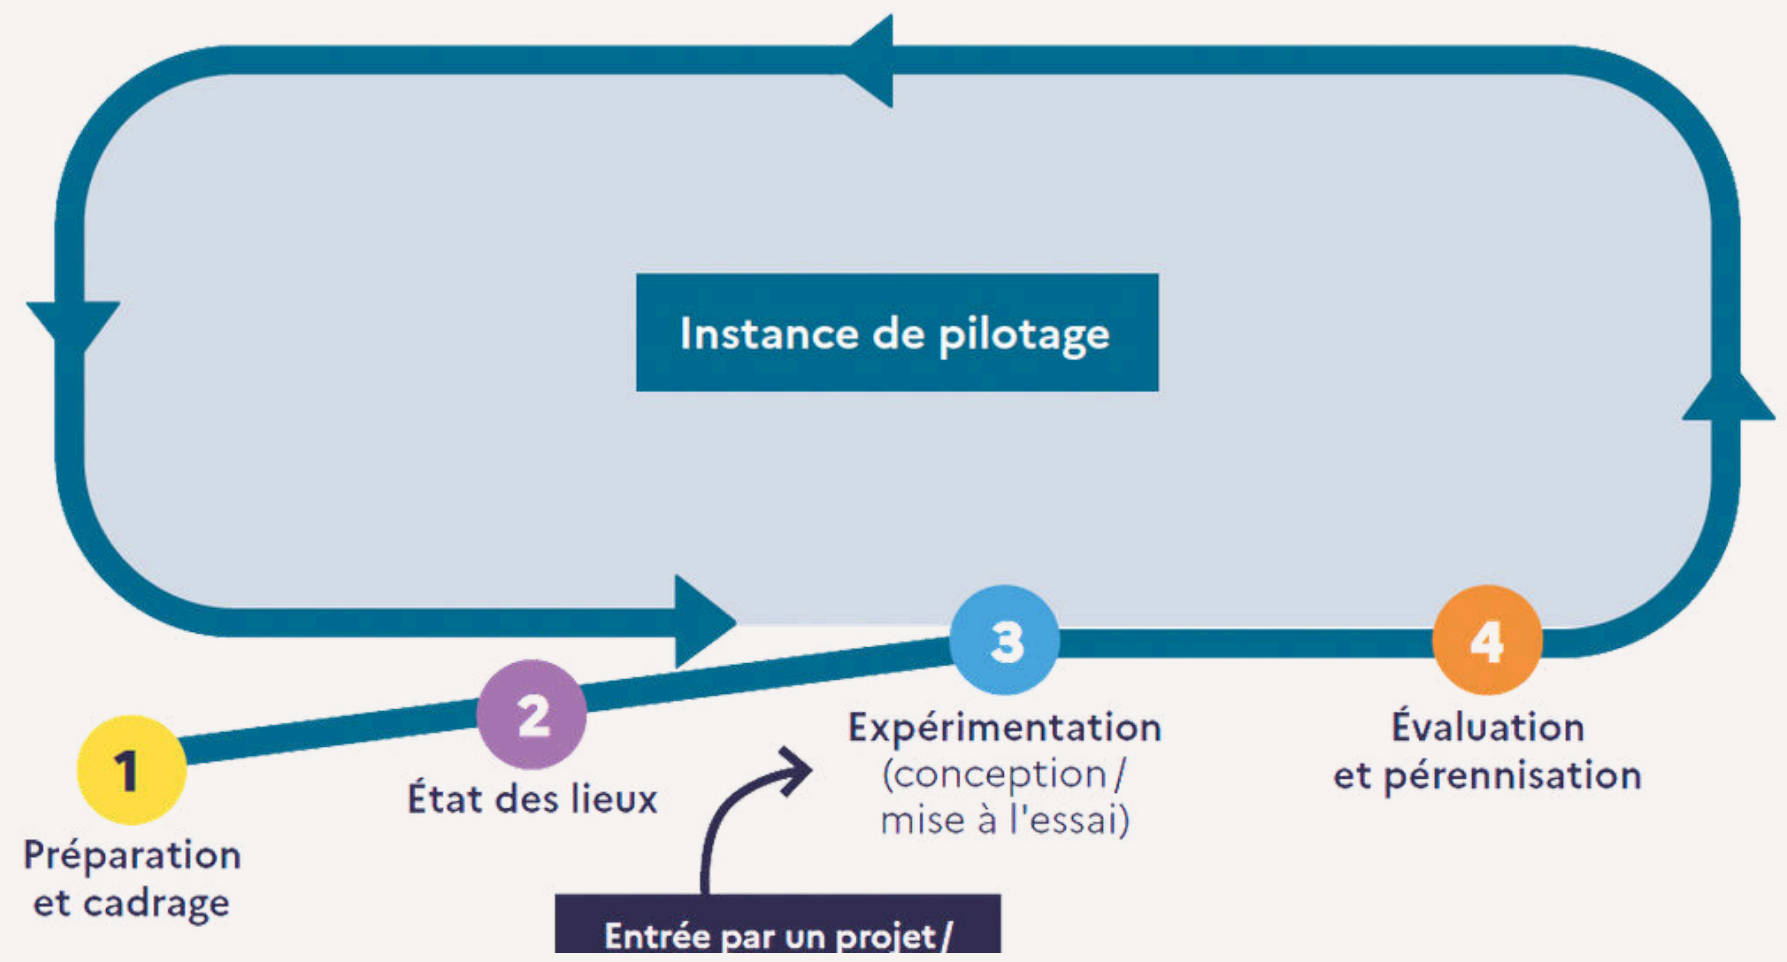 Instance de pilotage
1
Préparation
et cadrage
2
État des lieux
3
Expérimentation
(conception/
mise à l'essai)
4
Évaluation
et pérennisation
Entrée par un projet/